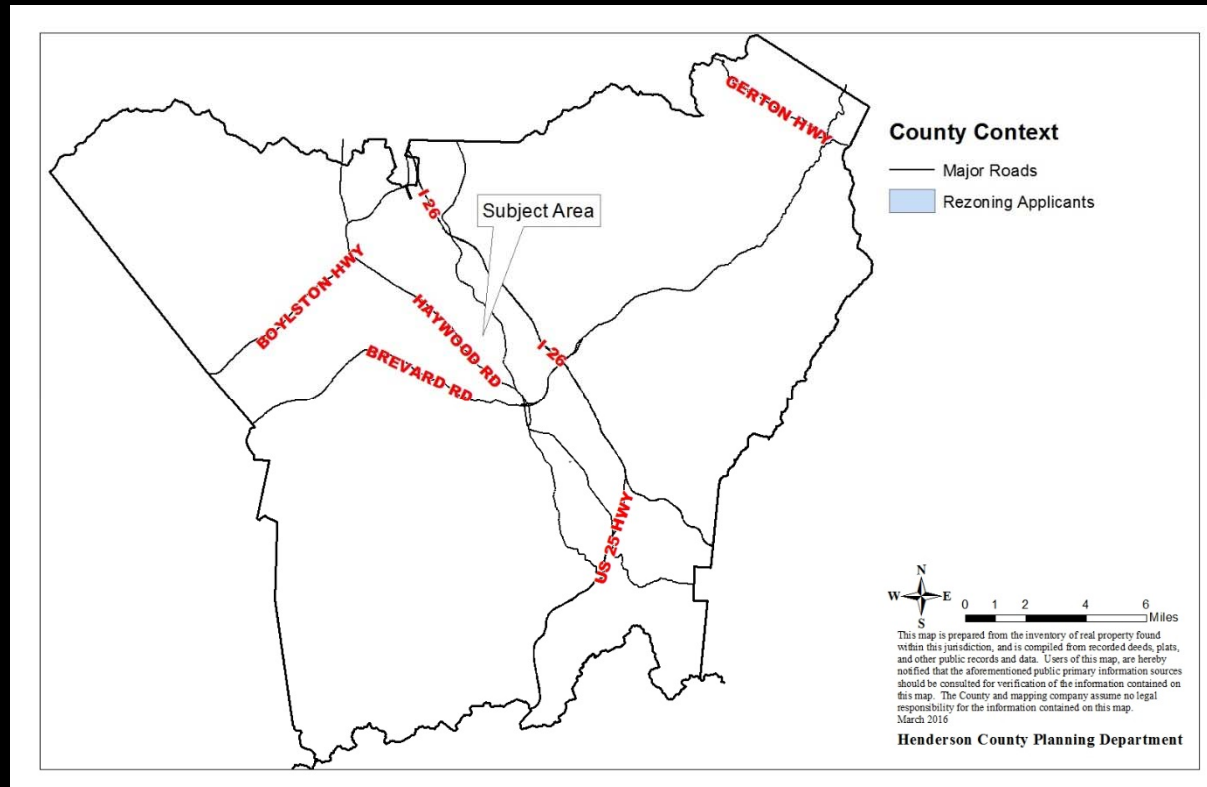 GERTON HWY
County Context
Major Roads
Rezoning Applicants
I 26
Subject Area
BOYLSTON HWY
HAYWOOD RD
BREVARD RD
I-26
US 25 HWY
N
W E
S
0 1 2 4 6
Miles
This map is prepared from the inventory of real property found
within this jurisdiction, and is compiled from recorded deeds, plats,
and other public records and data. Users of this map, are hereby
notified that the aforementioned public primary information sources
should be consulted for verification of the information contained on
this map. The County and mapping company assume no legal
responsibility for the information contained on this map.
March 2016
Henderson County Planning Department